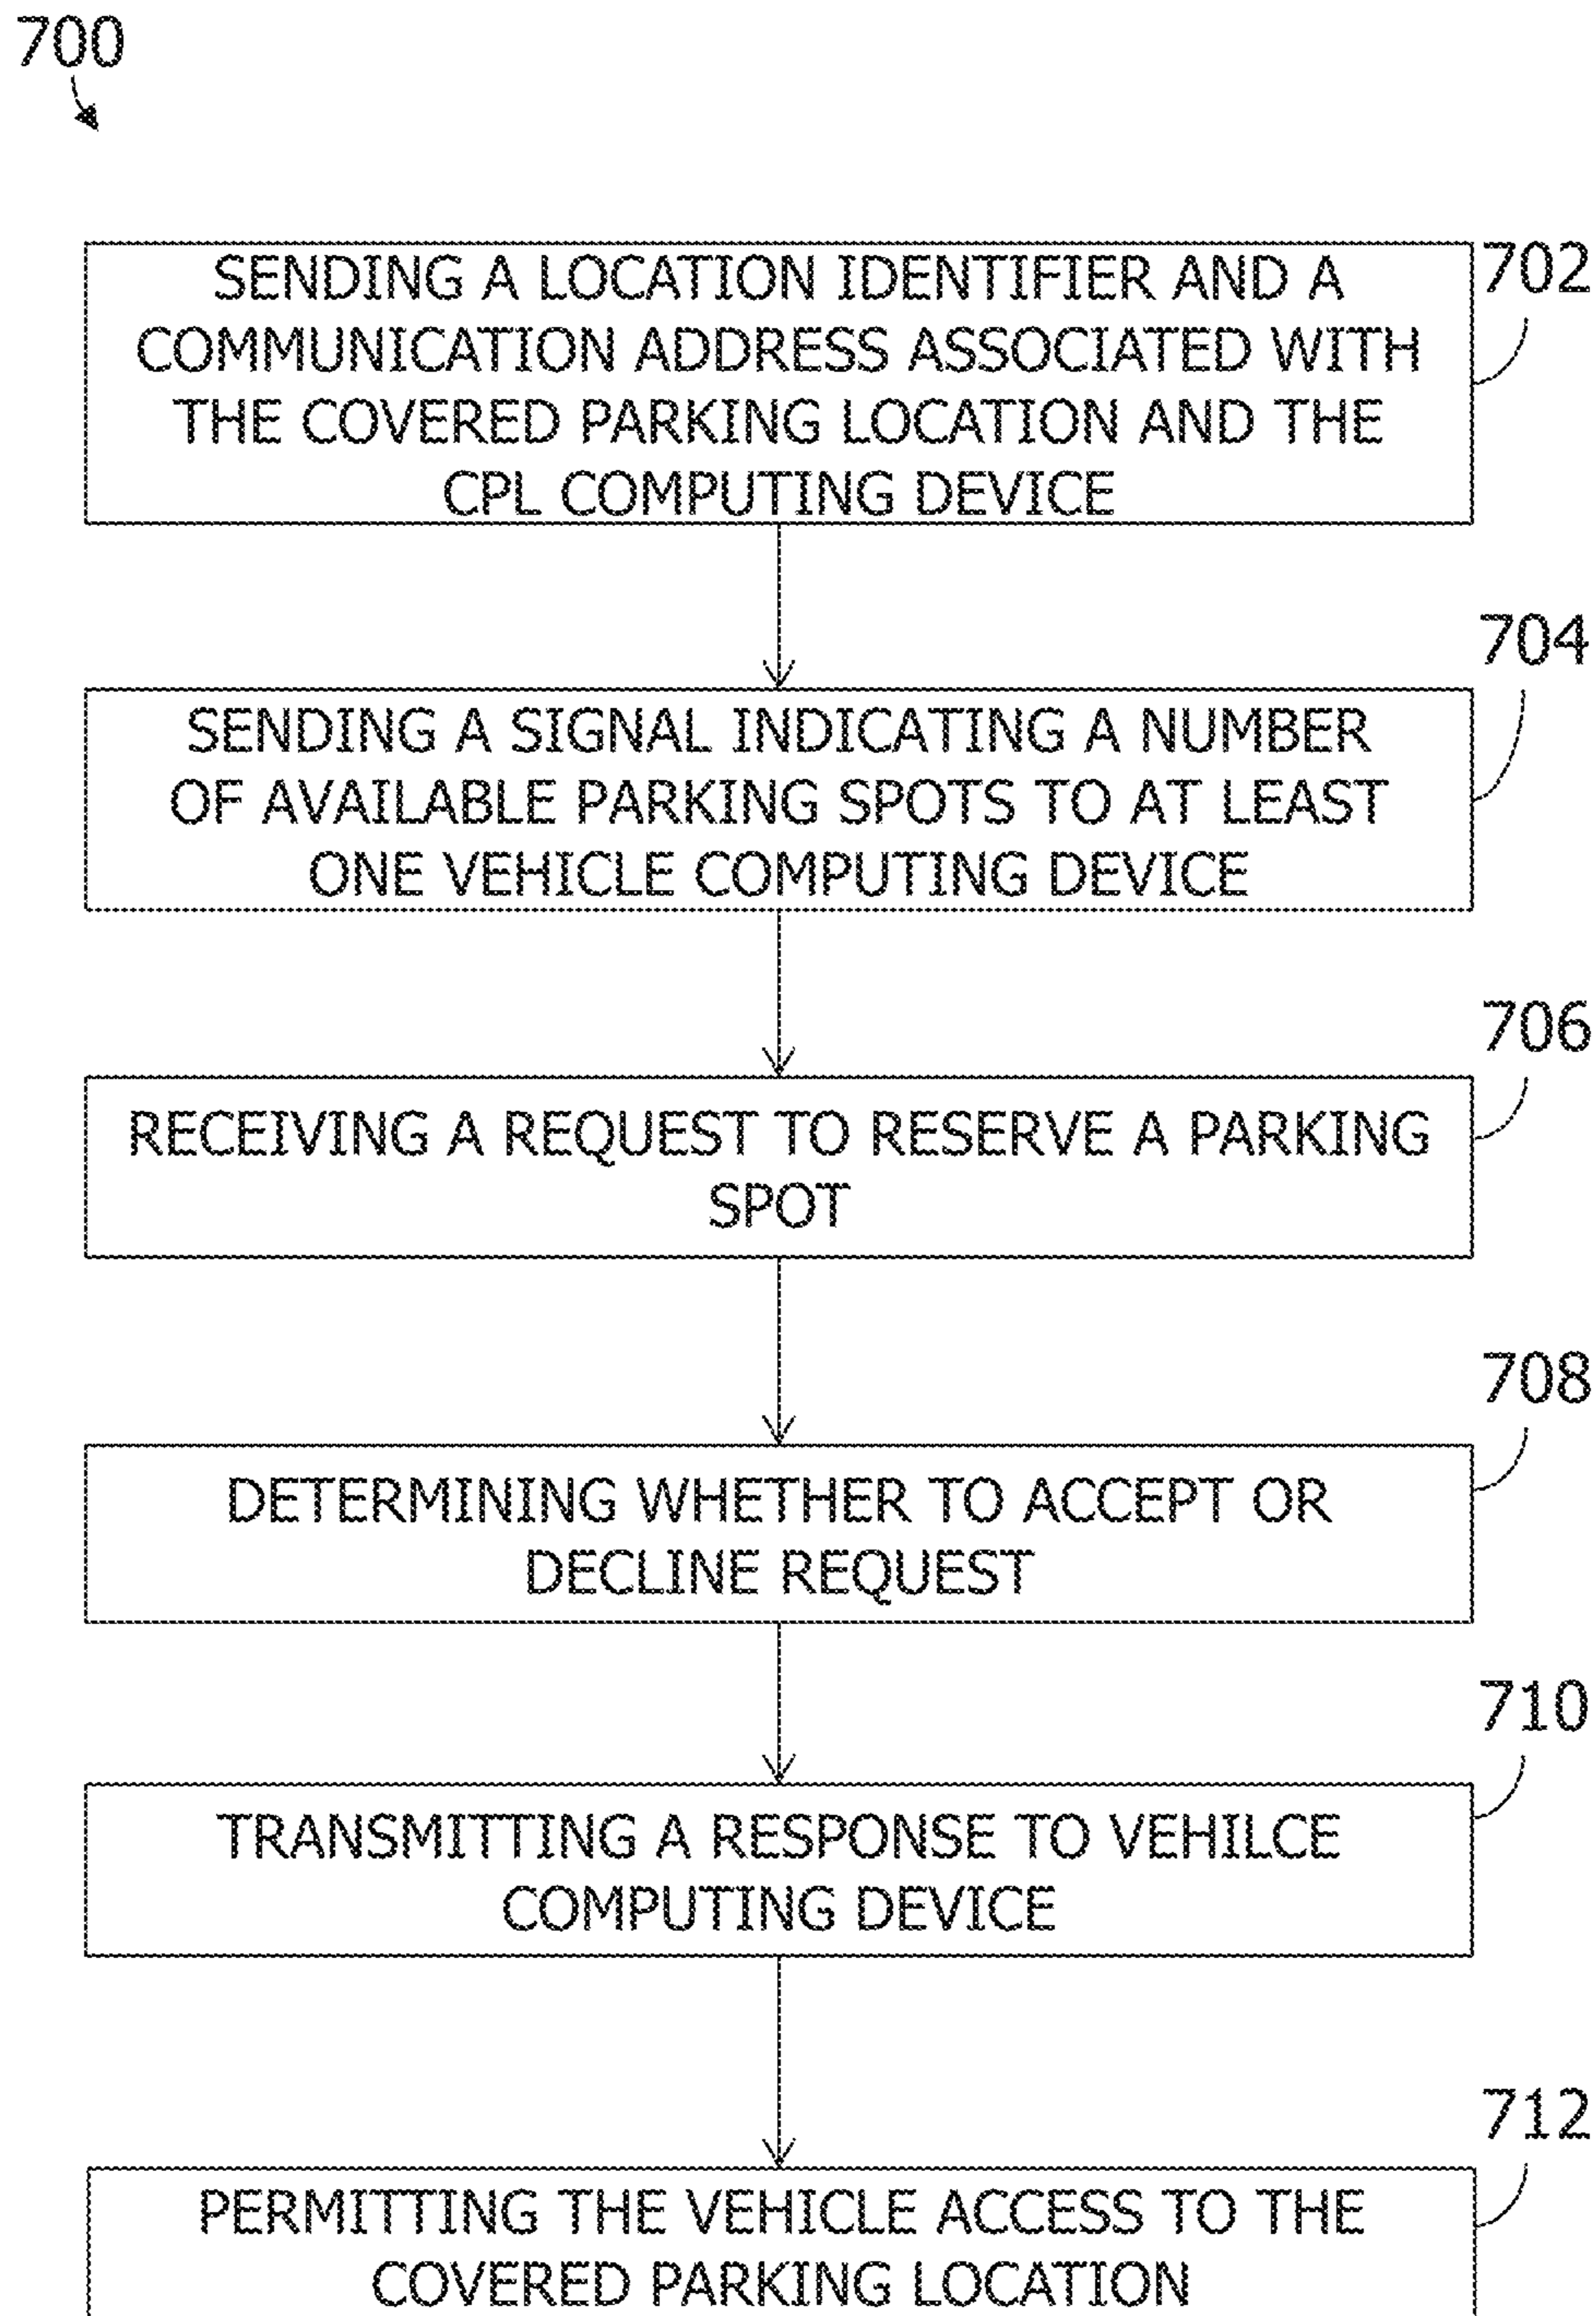 700
SENDING A LOCATION IDENTIFIER AND A
COMMUNICATION ADDRESS ASSOCIATED WITH
THE COVERED PARKING LOCATION AND THE
CPL COMPUTING DEVICE
702
SENDING A SIGNAL INDICATING A NUMBER
OF AVAILABLE PARKING SPOTS TO AT LEAST
ONE VEHICLE COMPUTING DEVICE
704
RECEIVING A REQUEST TO RESERVE A PARKING
SPOT
706
DETERMINING WHETHER TO ACCEPT OR
DECLINE REQUEST
708
TRANSMITTING A RESPONSE TO VEHILCE
COMPUTING DEVICE
710
PERMITTING THE VEHICLE ACCESS TO THE
COVERED PARKING LOCATION
712